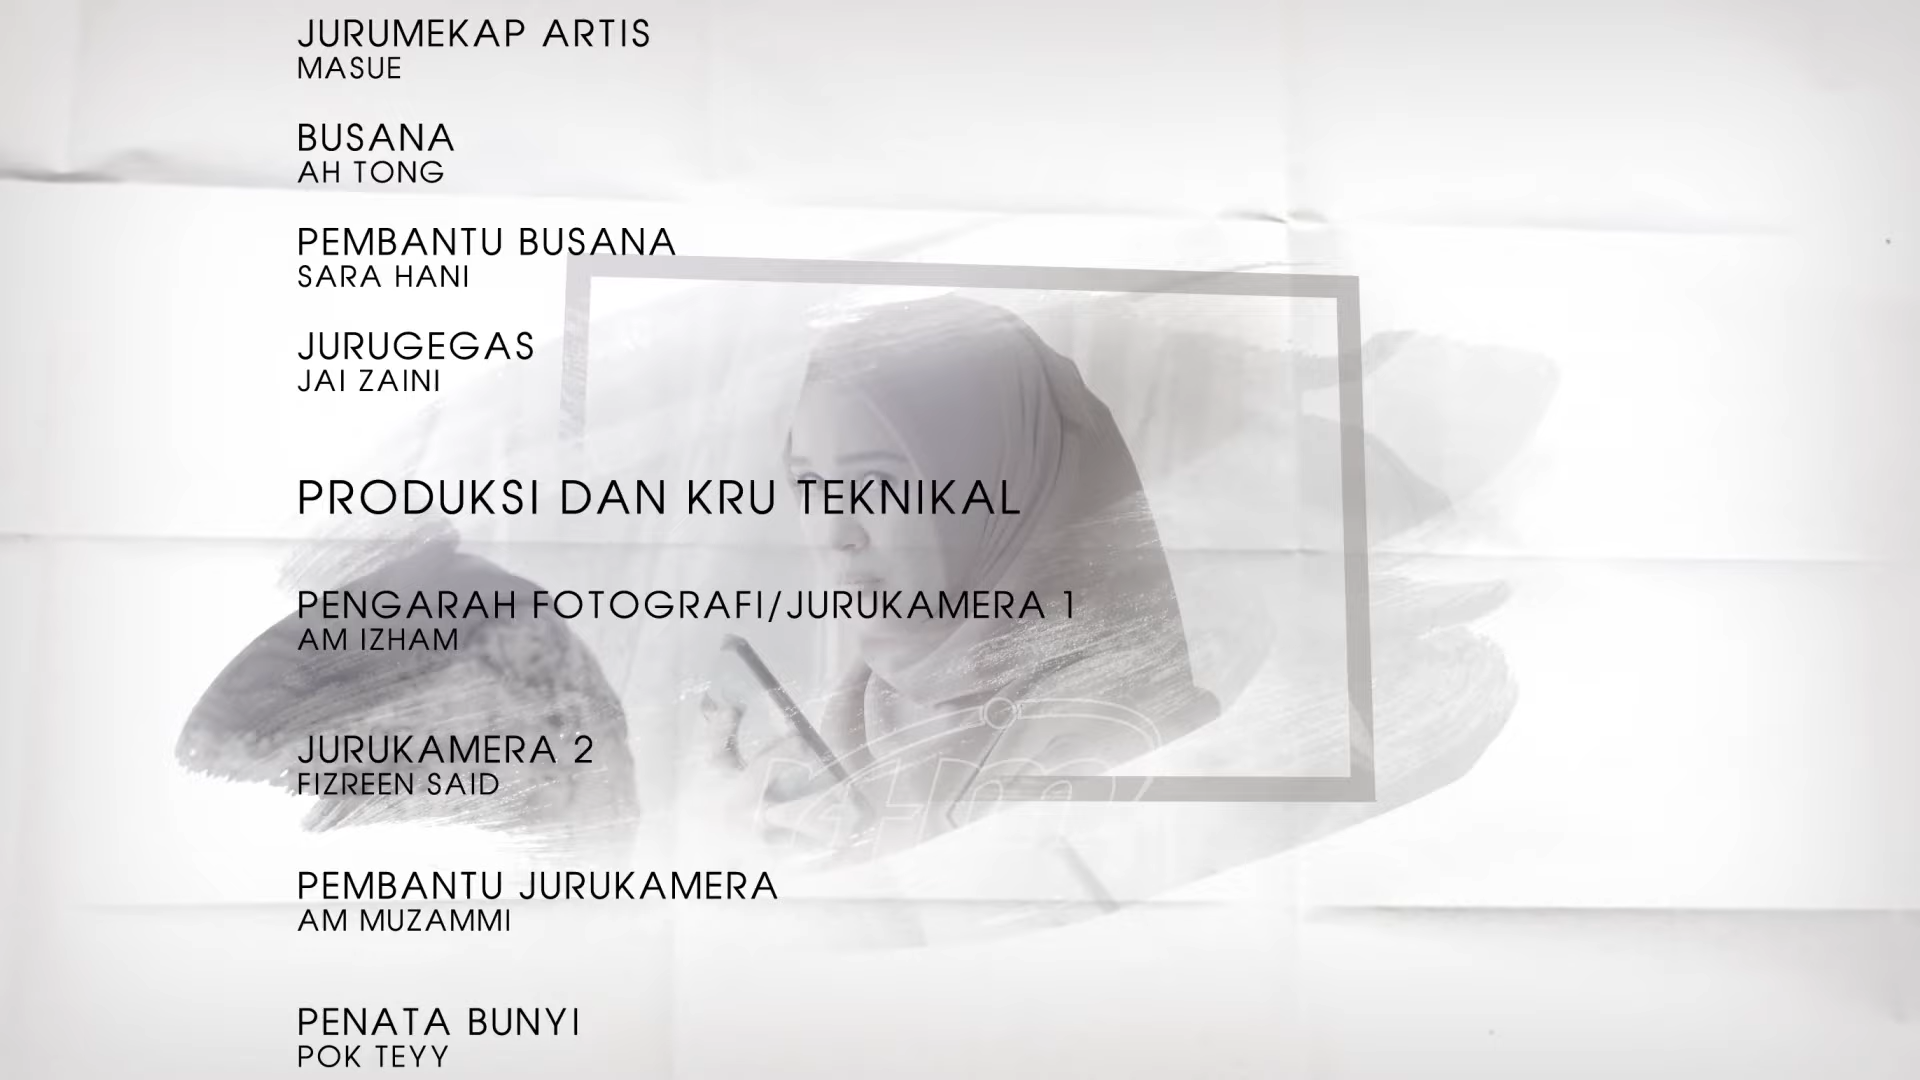 JURUMEKAP ARTIS
MASUE
BUSANA
AH TONG
PEMBANTU BUSANA
SARA HANI
JURUGEGAS
JAI ZAINI
PRODUKSI DAN KRU TEKNIKAL
PENGARAH FOTOGRAFI/JURUKAMERA 1
AM IZHAM
JURUKAMERA 2
FIZREEN SAID
PEMBANTU JURUKAMERA
AM MUZAMMI
PENATA BUNYI
POK TEYY